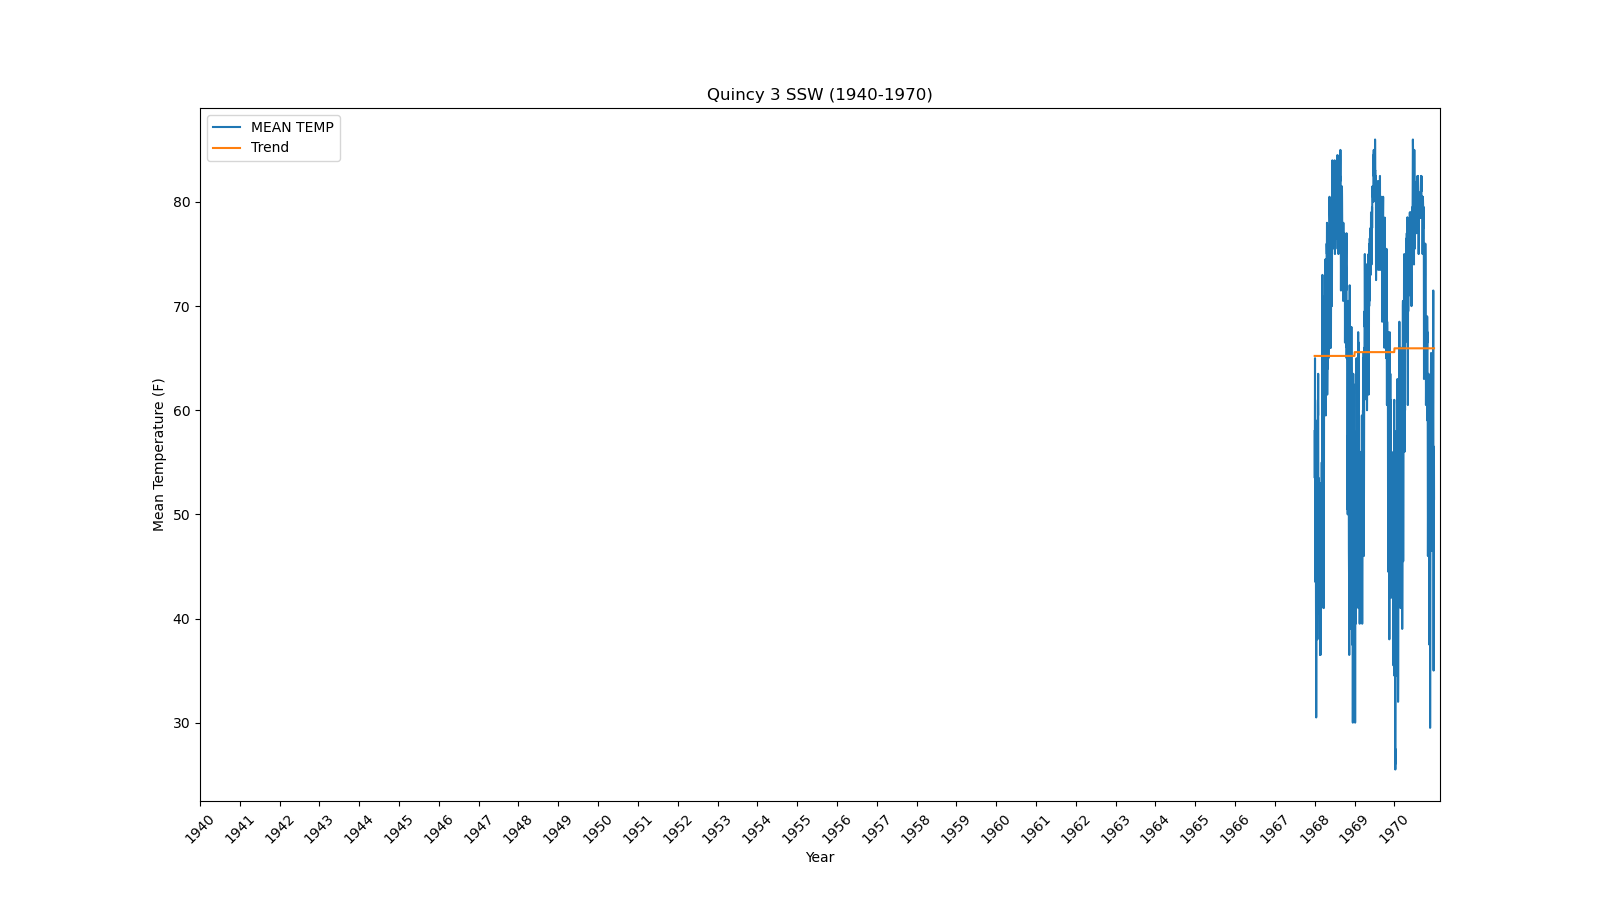 Quincy 3 SSW (1940-1970)
MEAN TEMP
Trend
Mean Temperature (F)
80
70
60
50
40
30
1940 1941 1942 1943 1944 1945 1946 1947 1948 1949 1950 1951 1952 1953 1954 1955 1956 1957 1958 1959 1960 1961 1962 1963 1964 1965 1966 1967 1968 1969 1970
Year